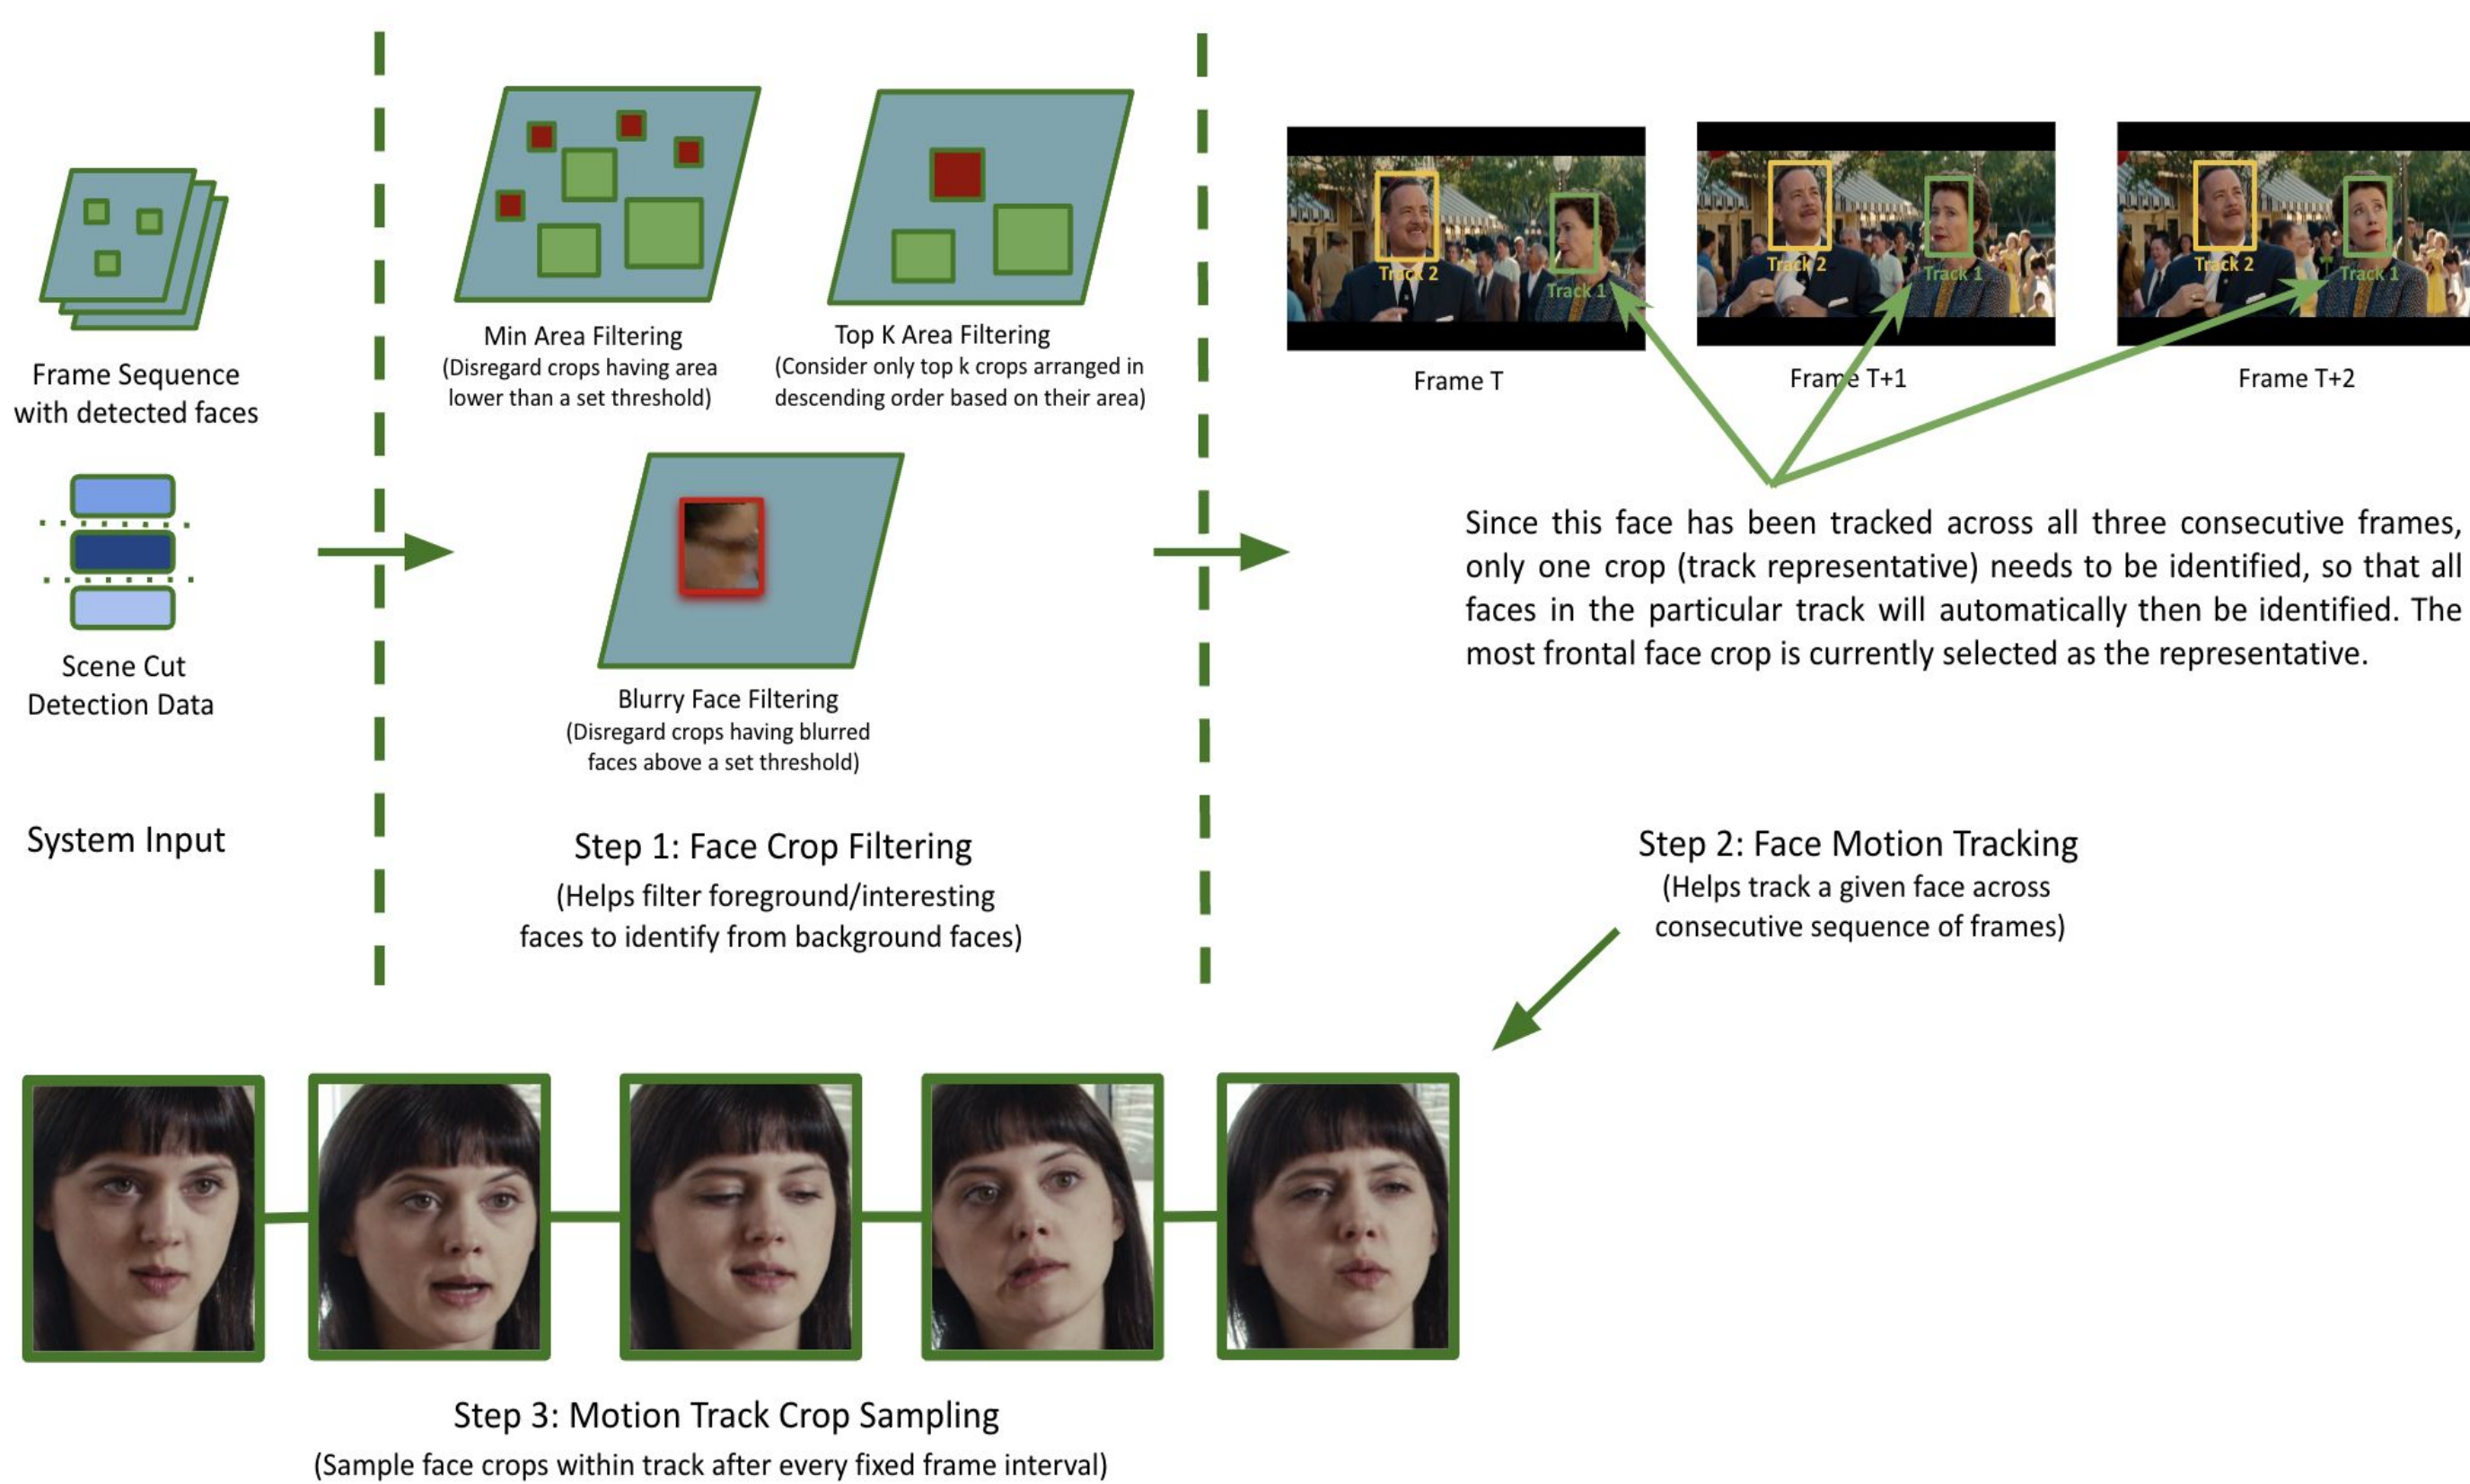 Frame Sequence
with detected faces
Scene Cut
Detection Data
System Input
Min Area Filtering
(Disregard crops having area
lower than a set threshold)
Top K Area Filtering
(Consider only top k crops arranged in
descending order based on their area)
Blurry Face Filtering
(Disregard crops having blurred
faces above a set threshold)
Step 1: Face Crop Filtering
(Helps filter foreground/interesting
faces to identify from background faces)
Track 2
Track 1
Frame T
Track 2
Track 1
Frame T+1
Track 2
Track 1
Frame T+2
Since this face has been tracked across all three consecutive frames,
only one crop (track representative) needs to be identified, so that all
faces in the particular track will automatically then be identified. The
most frontal face crop is currently selected as the representative.
Step 2: Face Motion Tracking
(Helps track a given face across
consecutive sequence of frames)
Step 3: Motion Track Crop Sampling
(Sample face crops within track after every fixed frame interval)